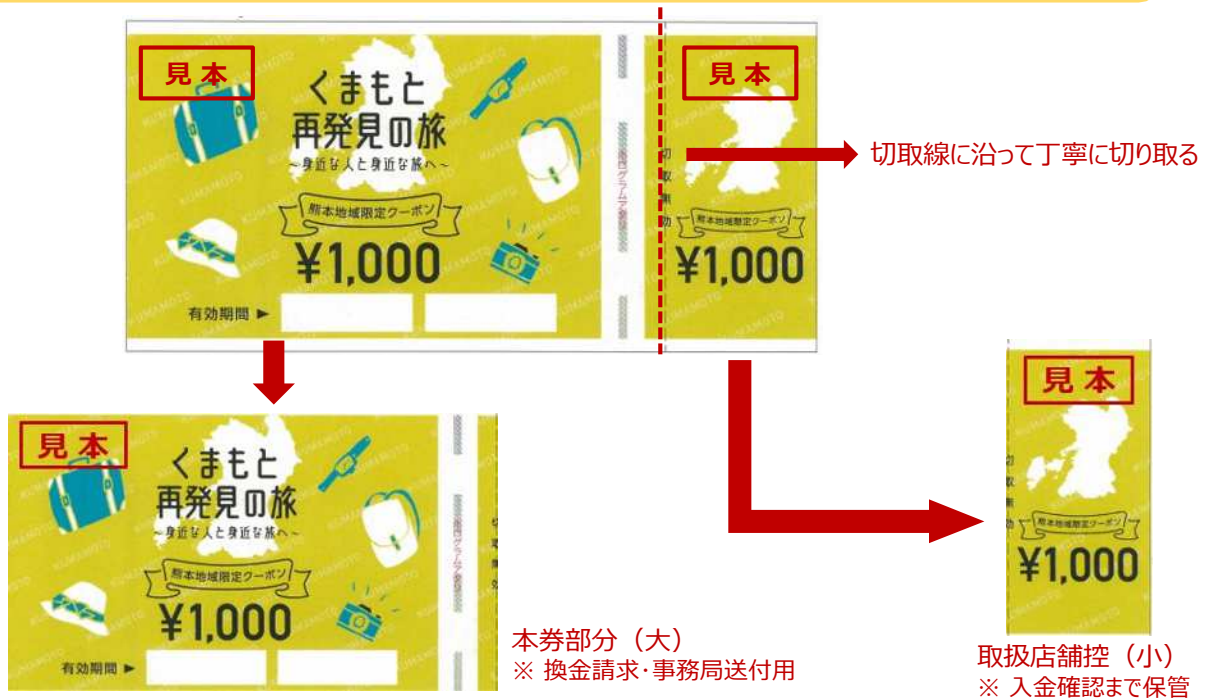 見本
くまもと
再発見の旅
～身近な人と身近な旅へ～
熊本地域限定クーポン
¥1,000
有効期間 ▶
見本
切取無効
熊本地域限定クーポン
¥1,000
切取線に沿って丁寧に切り取る
見本
くまもと
再発見の旅
～身近な人と身近な旅へ～
熊本地域限定クーポン
¥1,000
有効期間 ▶
本券部分（大）
※ 換金請求・事務局送付用
見本
切取無効
熊本地域限定クーポン
¥1,000
取扱店舗控（小）
※ 入金確認まで保管